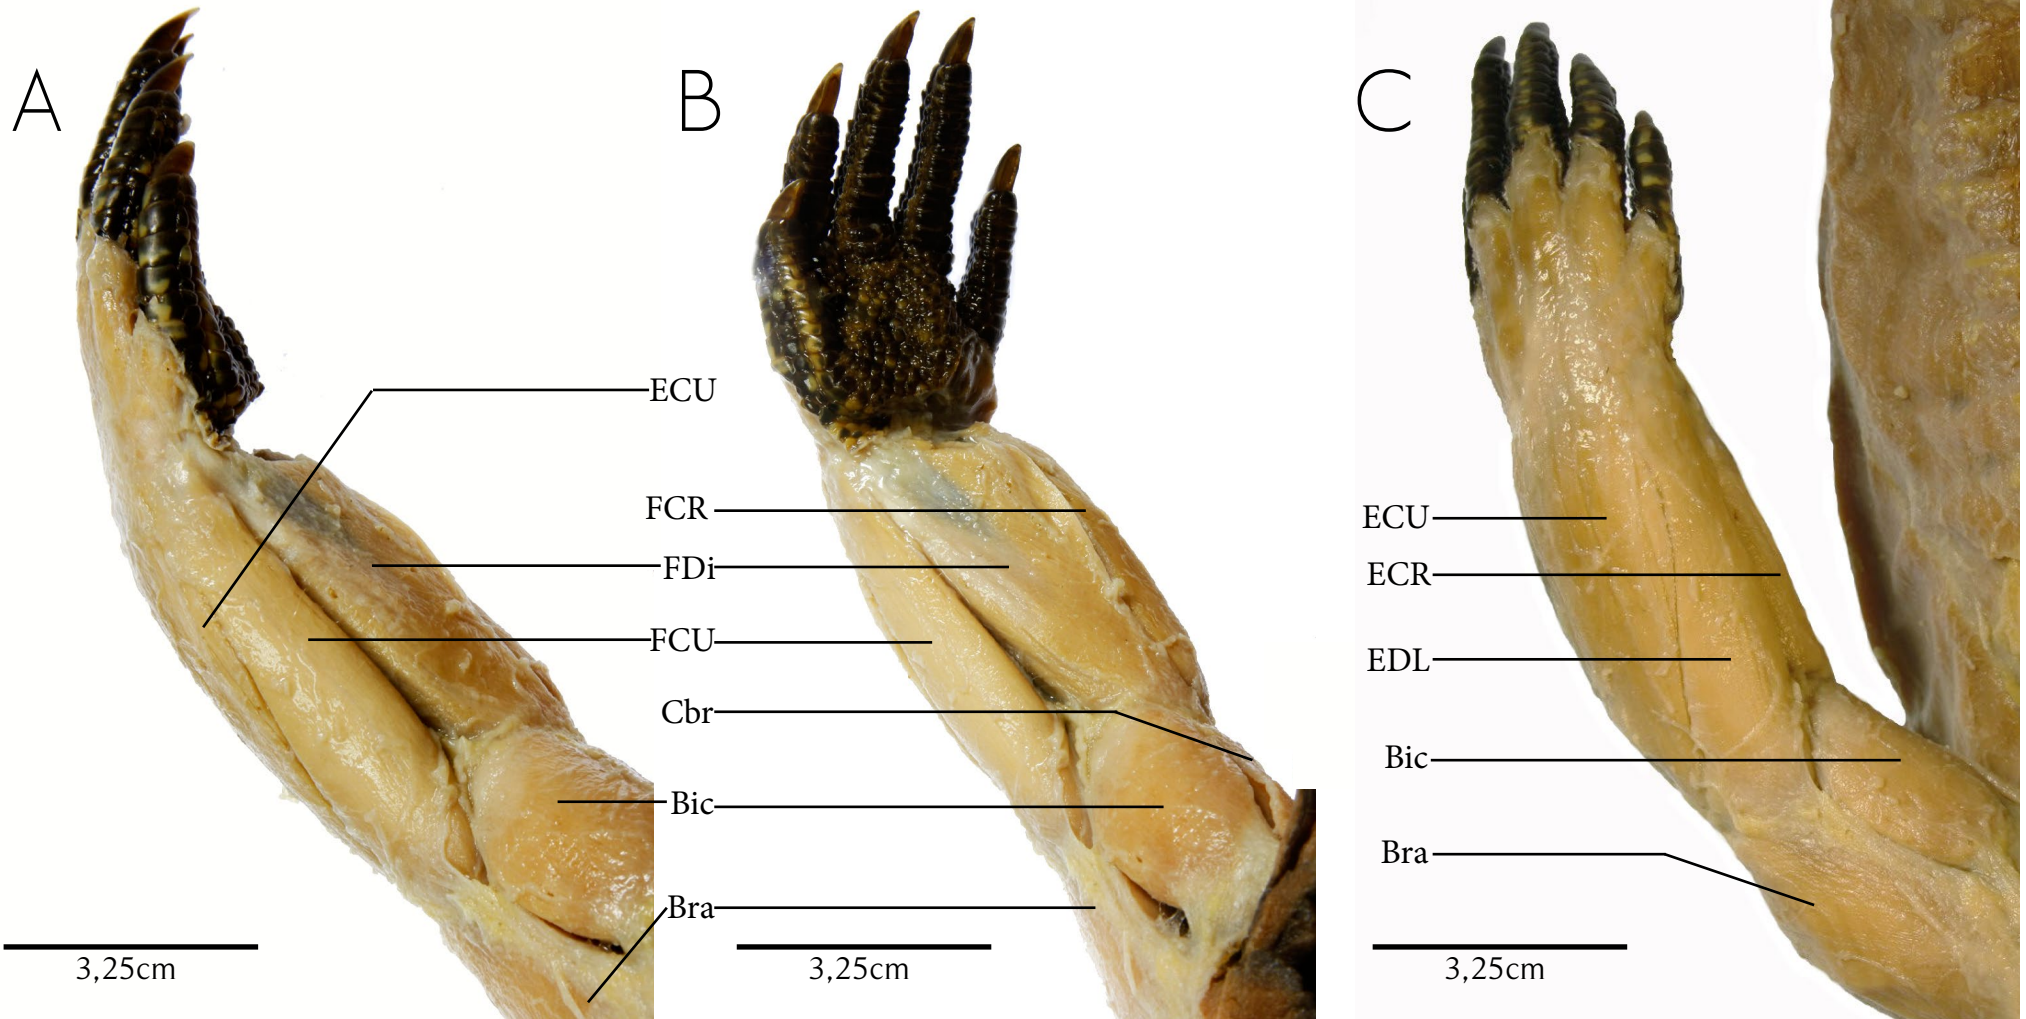 A
B
C
ECU
FCR
FDi
FCU
Cbr
Bic
Bra
ECU
ECR
EDL
Bic
Bra
3,25cm
3,25cm
3,25cm